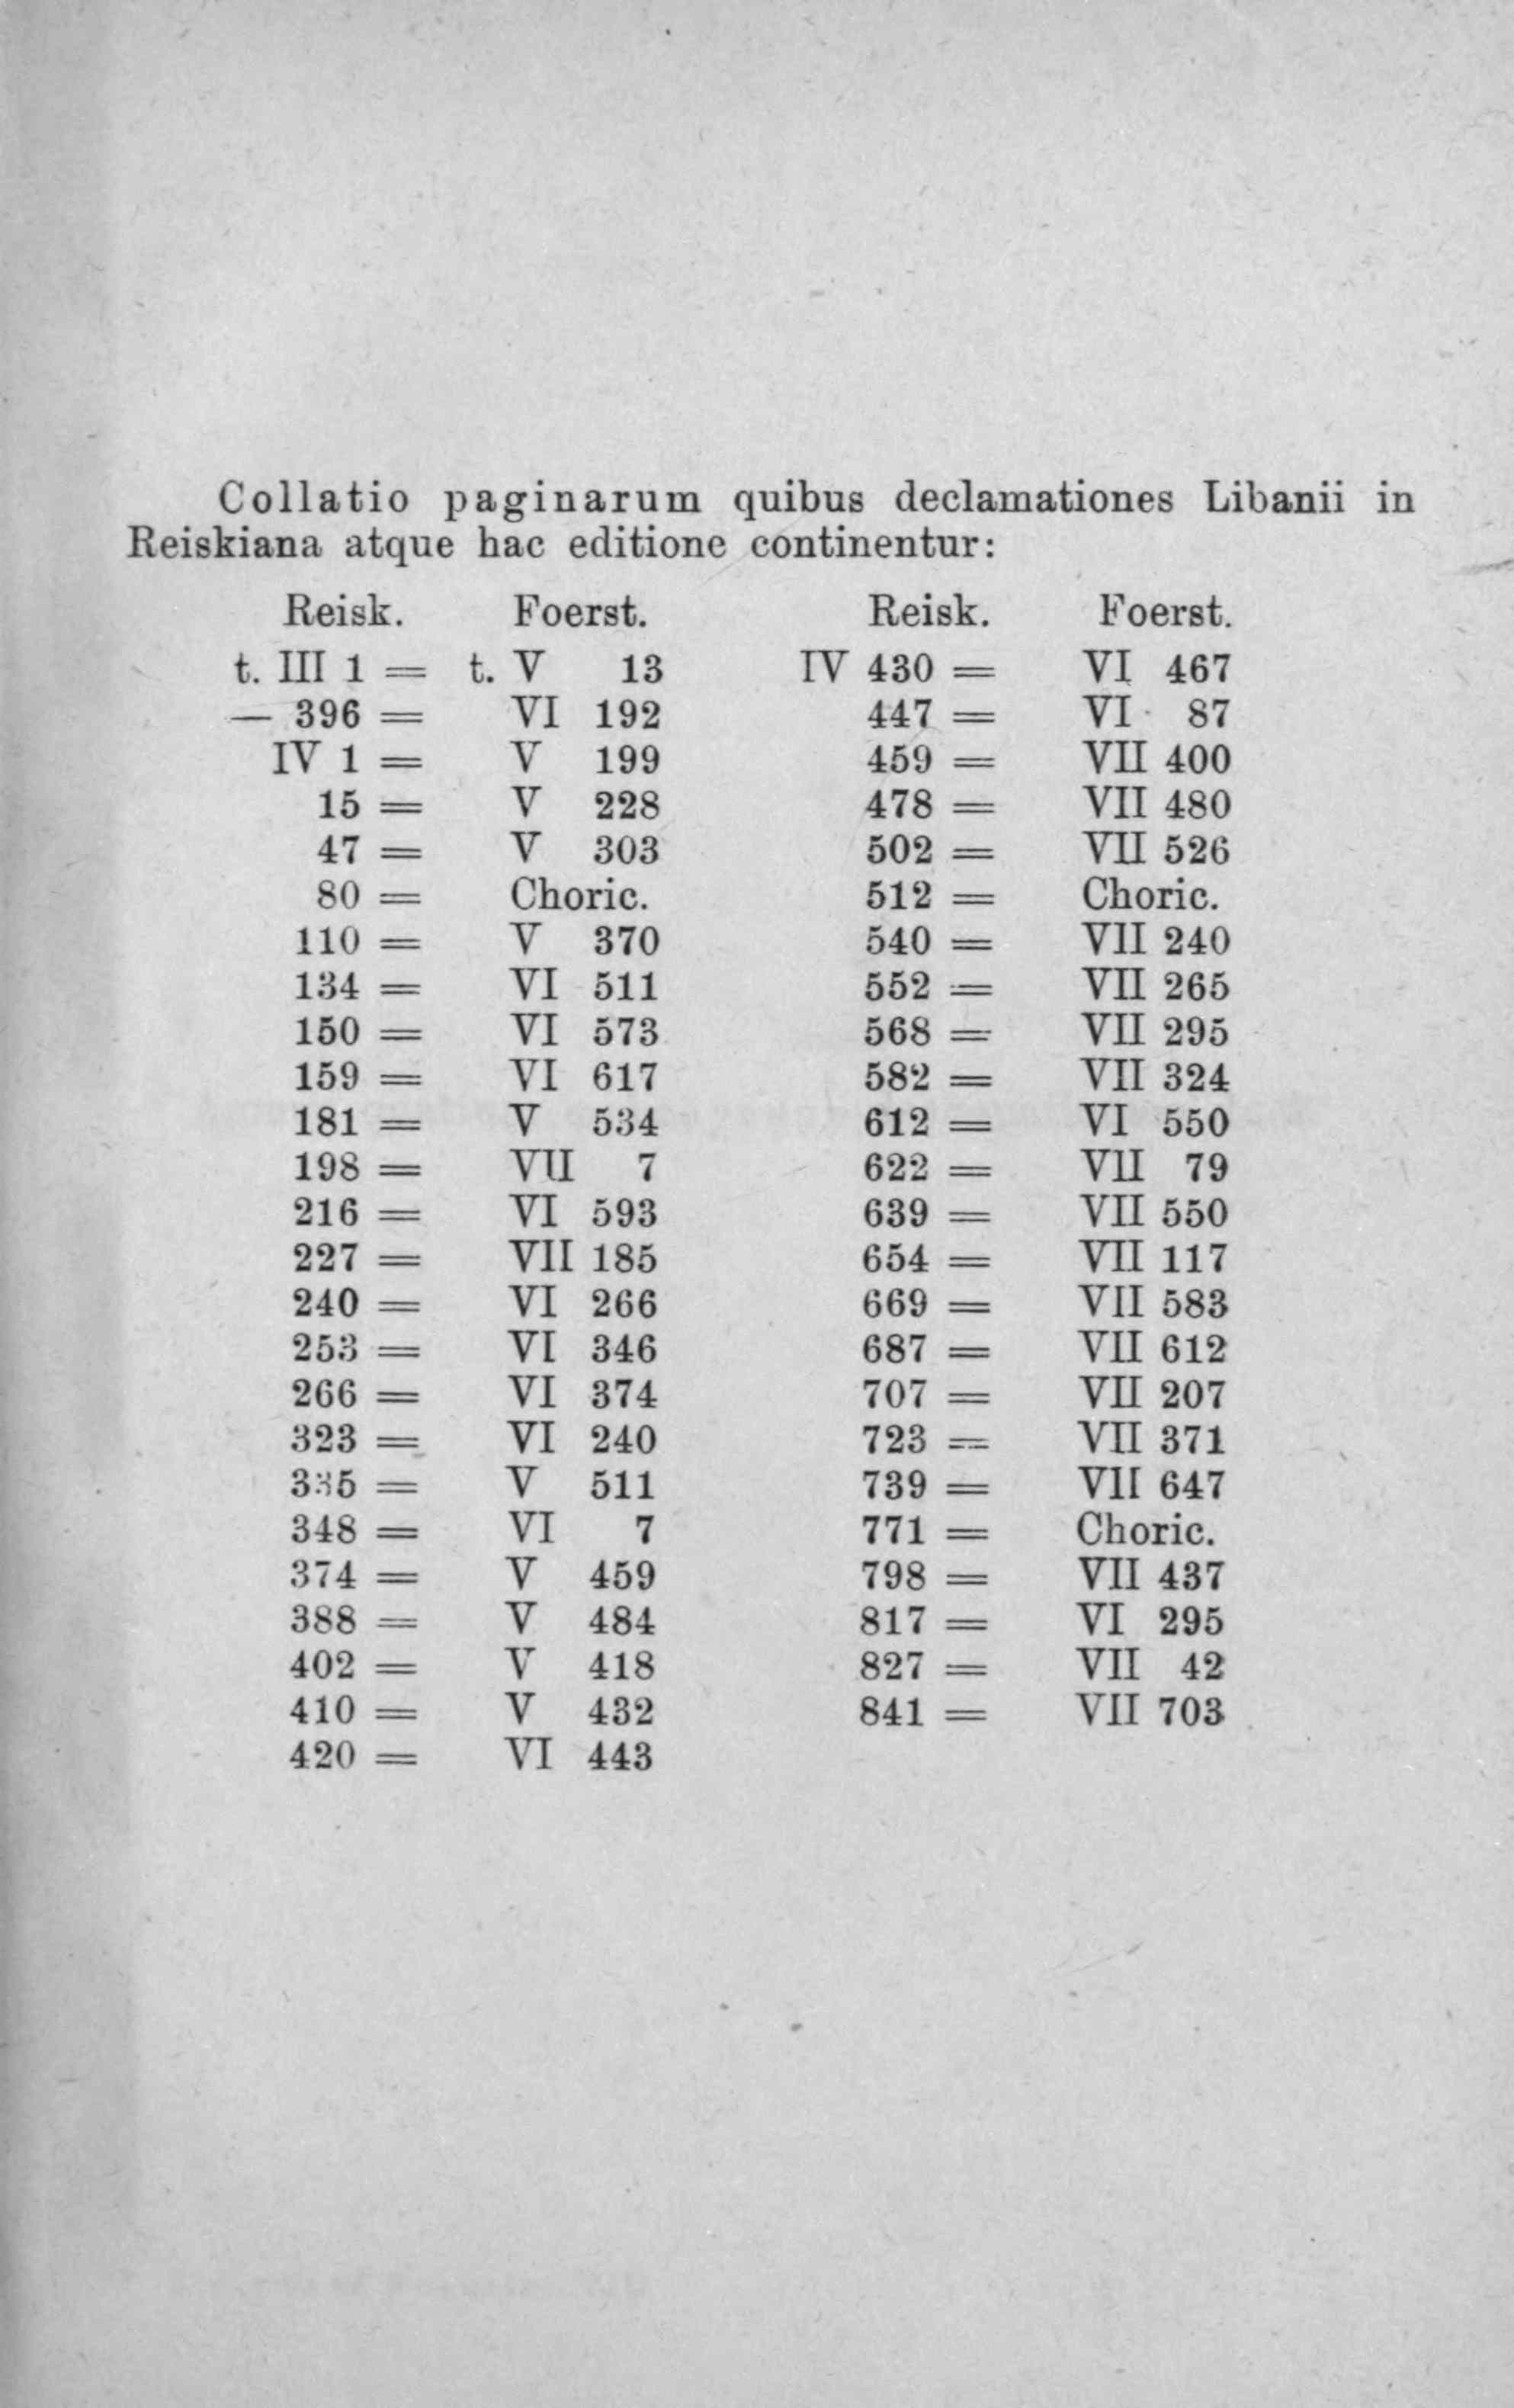 Collatio paginarum quibus declamationes Libanii in
Reiskiana atque hac editione continentur:
Reisk. Foerst. Reisk. Foerst.
t. III 1 = t. V 13 IV 430 = VI 467
— 396 = VI 192 447 = VI 87
IV 1 = V 199 459 = VII 400
15 = V 228 478 = VII 480
47 = V 303 502 = VII 526
80 = Choric. 512 = Choric.
110 = V 370 540 = VII 240
134 = VI 511 552 = VII 265
150 = VI 573 568 = VII 295
159 = VI 617 582 = VII 324
181 = V 534 612 = VI 550
198 = VII 7 622 = VII 79
216 = VI 593 639 = VII 550
227 = VII 185 654 = VII 117
240 = VI 266 669 = VII 583
253 = VI 346 687 = VII 612
266 = VI 374 707 = VII 207
323 = VI 240 723 = VII 371
335 = V 511 739 = VII 647
348 = VI 7 771 = Choric.
374 = V 459 798 = VII 437
388 = V 484 817 = VI 295
402 = V 418 827 = VII 42
410 = V 432 841 = VII 703
420 = VI 443